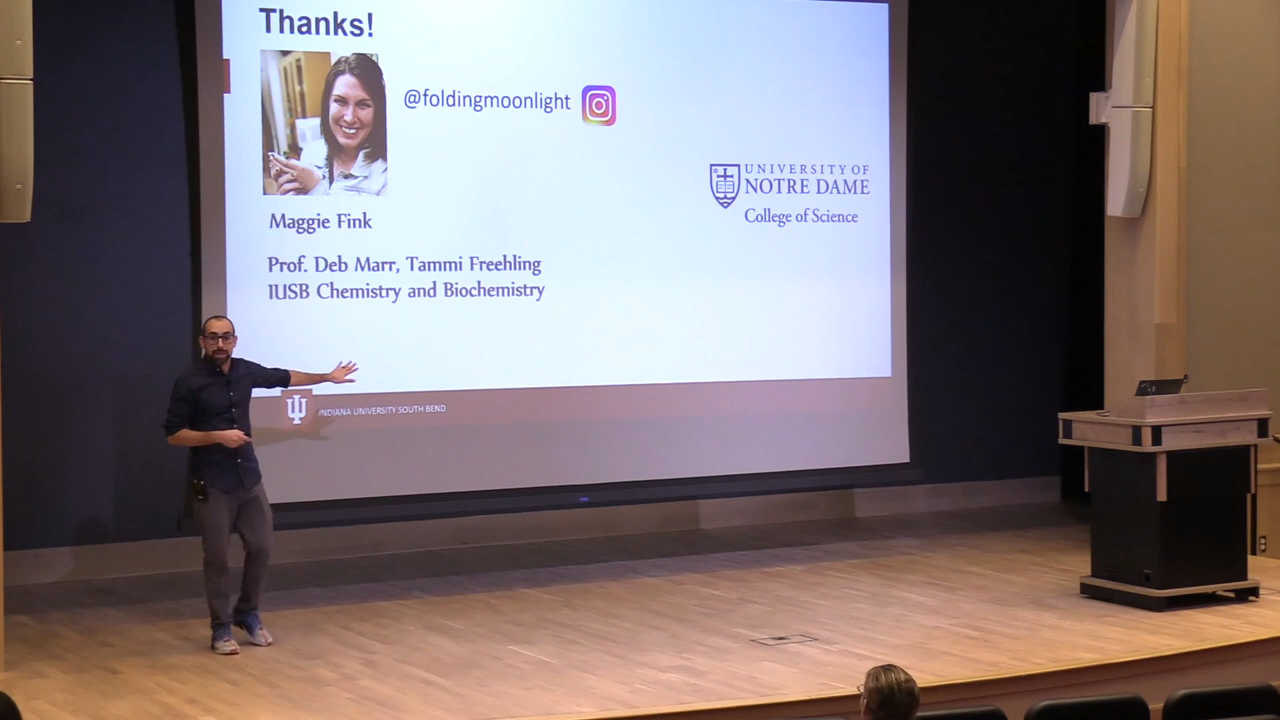 Thanks!
@foldingmoonlight
UNIVERSITY OF
NOTRE DAME
College of Science
Maggie Fink
Prof. Deb Marr, Tammi Freehling
IUSB Chemistry and Biochemistry
INDIANA UNIVERSITY SOUTH BEND